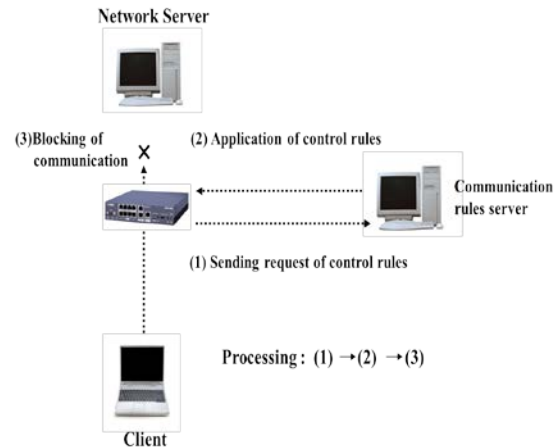 Network Server
(3)Blocking of
communication
(2) Application of control rules
Communication
rules server
(1) Sending request of control rules
Processing : (1) →(2) →(3)
Client